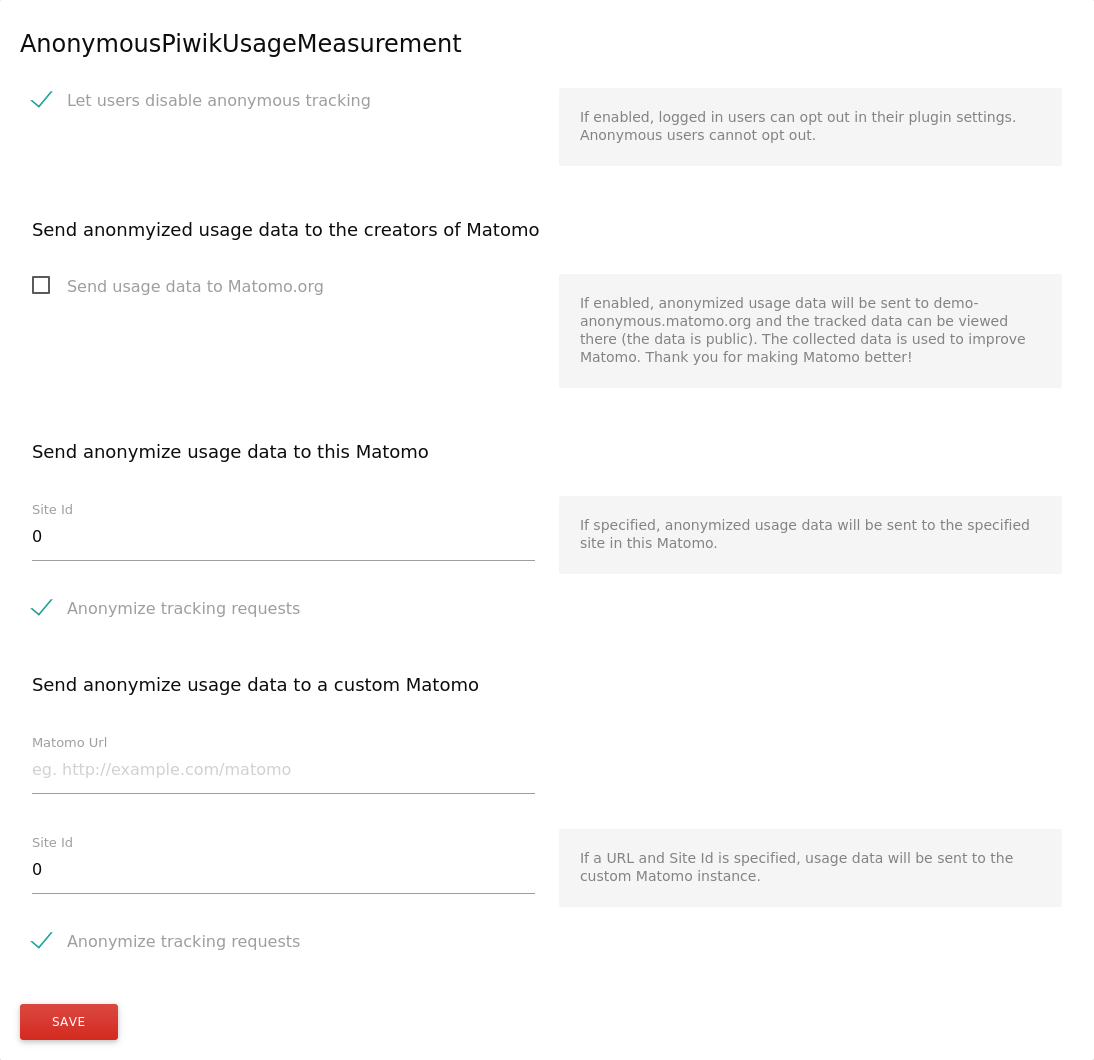 AnonymousPiwikUsageMeasurement
Let users disable anonymous tracking
If enabled, logged in users can opt out in their plugin settings.
Anonymous users cannot opt out.
Send anonmyized usage data to the creators of Matomo
Send usage data to Matomo.org
If enabled, anonymized usage data will be sent to demo-
anonymous.matomo.org and the tracked data can be viewed
there (the data is public). The collected data is used to improve
Matomo. Thank you for making Matomo better!
Send anonymize usage data to this Matomo
Site Id
0
If specified, anonymized usage data will be sent to the specified
site in this Matomo.
Anonymize tracking requests
Send anonymize usage data to a custom Matomo
Matomo Url
eg. http://example.com/matomo
Site Id
0
If a URL and Site Id is specified, usage data will be sent to the
custom Matomo instance.
Anonymize tracking requests
SAVE